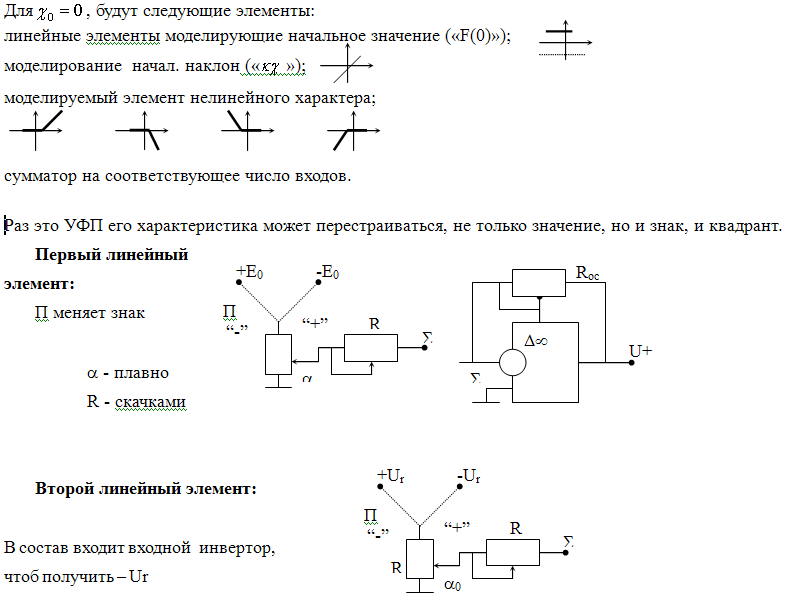 Для χ₀ = 0, будут следующие элементы:
линейные элементы моделирующие начальное значение («F(0)»);
моделирование начал. наклон («κχ »);
моделируемый элемент нелинейного характера;
сумматор на соответствующее число входов.
Раз это УФП его характеристика может перестраиваться, не только значение, но и знак, и квадрант.
Первый линейный
элемент:
П меняет знак
α - плавно
R - скачками
+E₀ -E₀
П
“-” “+” R
Σ
α
Rос
Δ∞
U+
Σ
Второй линейный элемент:
В состав входит входной инвертор,
чтоб получить – Ur
+Uᵣ -Uᵣ
П
“-” “+” R
Σ
R
α0